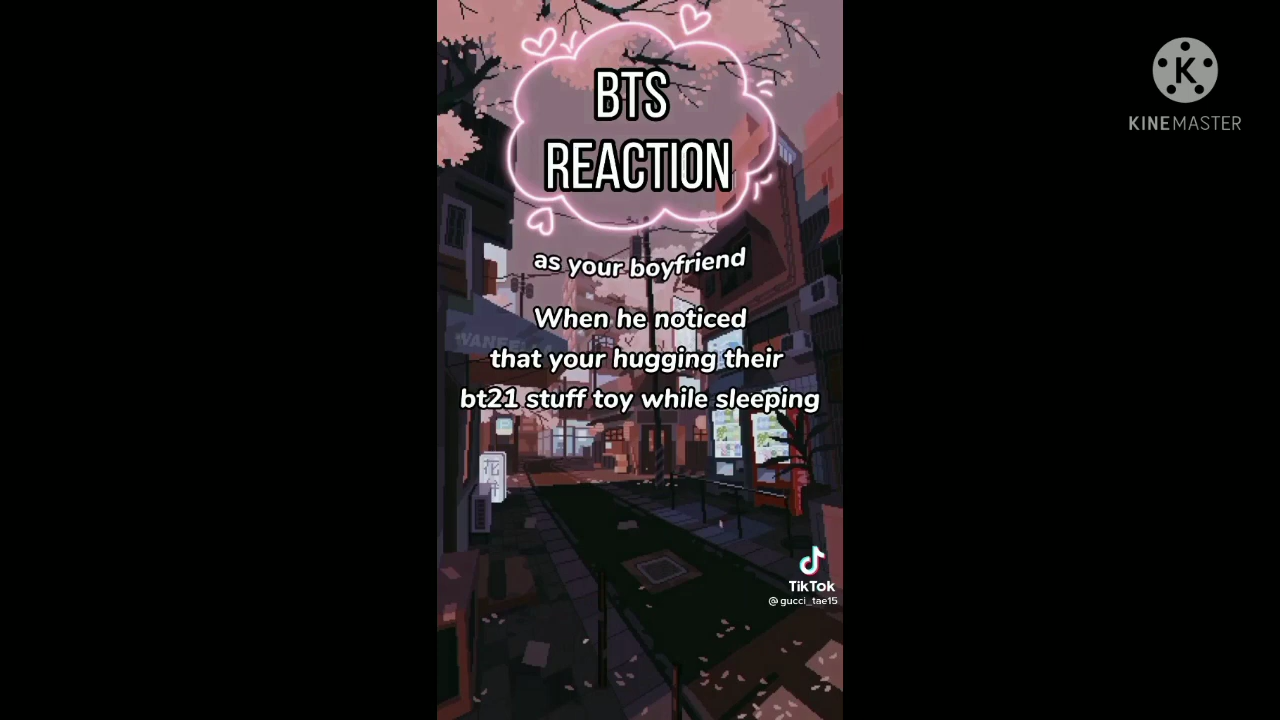 BTS
REACTION
as your boyfriend
When he noticed
that your hugging their
bt21 stuff toy while sleeping
花
TikTok
@gucci_tae15
K
KINEMASTER